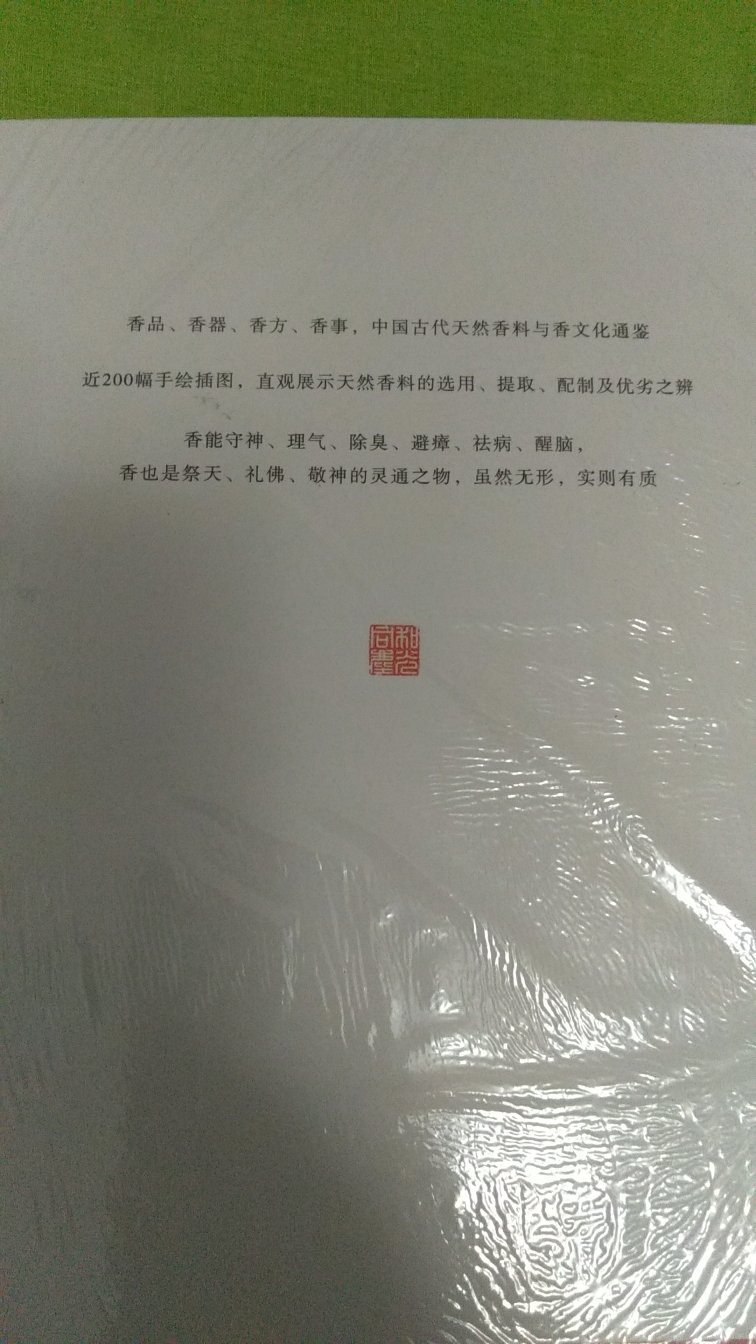 香品、香器、香方、香事，中国古代天然香料与香文化通鉴
近200幅手绘插图，直观展示天然香料的选用、提取、配制及优劣之辨
香能守神、理气、除臭、避瘴、祛病、醒脑，
香也是祭天、礼佛、敬神的灵通之物，虽然无形，实则有质
和光
同尘